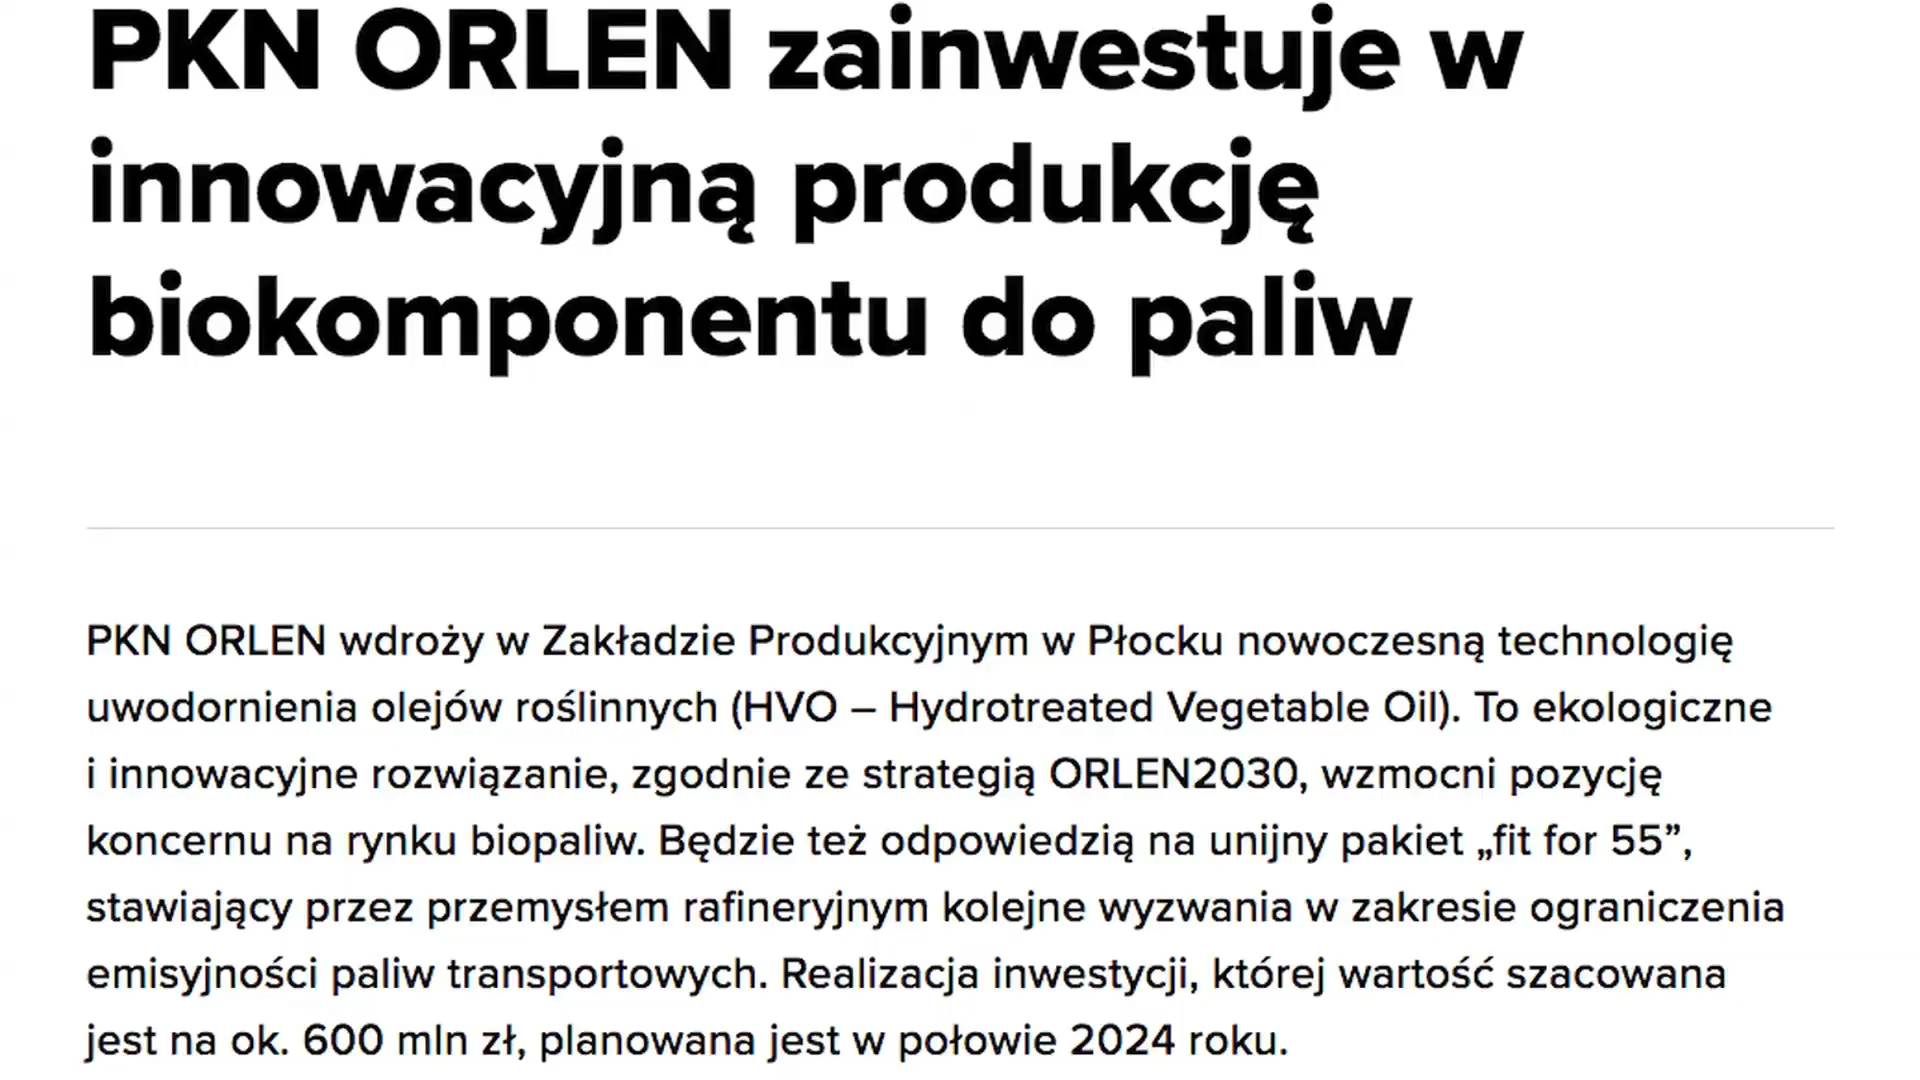 PKN ORLEN zainwestuje w
innowacyjną produkcję
biokomponentu do paliw
PKN ORLEN wdroży w Zakładzie Produkcyjnym w Płocku nowoczesną technologię
uwodornienia olejów roślinnych (HVO – Hydrotreated Vegetable Oil). To ekologiczne
i innowacyjne rozwiązanie, zgodnie ze strategią ORLEN2030, wzmocni pozycję
koncernu na rynku biopaliw. Będzie też odpowiedzią na unijny pakiet „fit for 55”,
stawiający przez przemysłem rafineryjnym kolejne wyzwania w zakresie ograniczenia
emisyjności paliw transportowych. Realizacja inwestycji, której wartość szacowana
jest na ok. 600 mln zł, planowana jest w połowie 2024 roku.